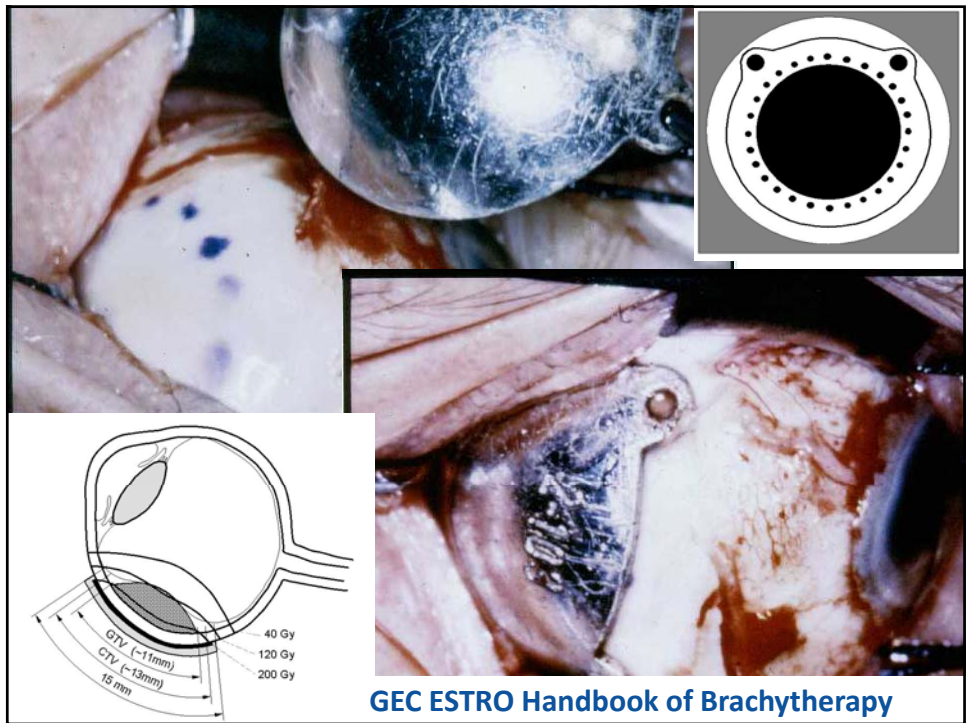 40 Gy
120 Gy
200 Gy
GTV (~11mm)
CTV (~13mm)
15 mm
GEC ESTRO Handbook of Brachytherapy